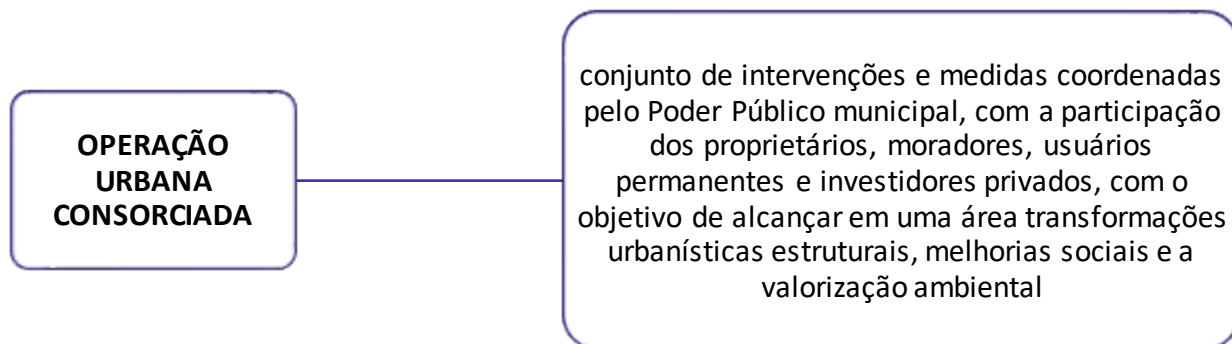 OPERAÇÃO
URBANA
CONSORCIADA
conjunto de intervenções e medidas coordenadas
pelo Poder Público municipal, com a participação
dos proprietários, moradores, usuários
permanentes e investidores privados, com o
objetivo de alcançar em uma área transformações
urbanísticas estruturais, melhorias sociais e a
valorização ambiental